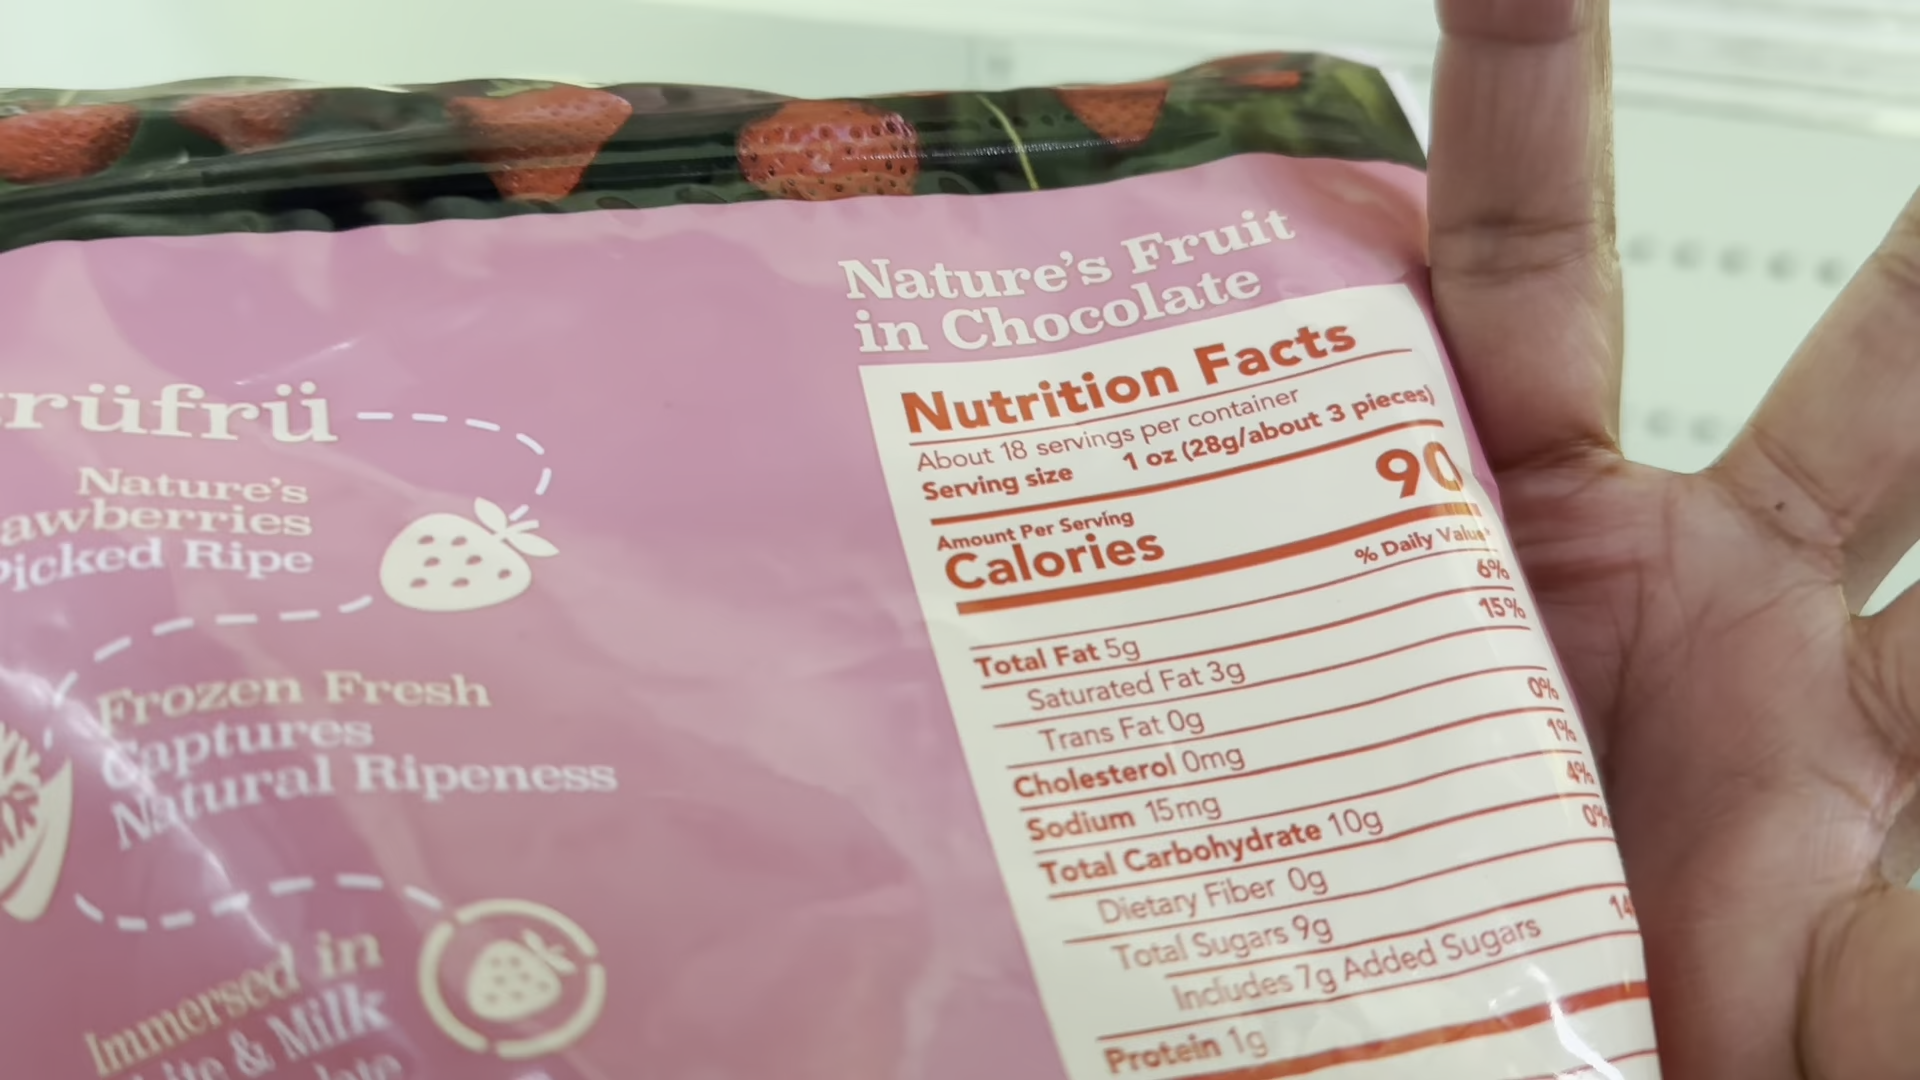 Nature's
Picked Ripe
Frozen Fresh
Captures
Natural Ripeness
Immersed in
& Milk
Nature's Fruit
in Chocolate
Nutrition Facts
About 18 servings per container
Serving size 1 oz (28g/about 3 pieces)
Amount Per Serving
Calories 90
% Daily Value*
Total Fat 5g 6%
Saturated Fat 3g 15%
Trans Fat 0g
Cholesterol 0mg 0%
Sodium 15mg 1%
Total Carbohydrate 10g 4%
Dietary Fiber 0g 0%
Total Sugars 9g
Includes 7g Added Sugars 14
Protein 1g